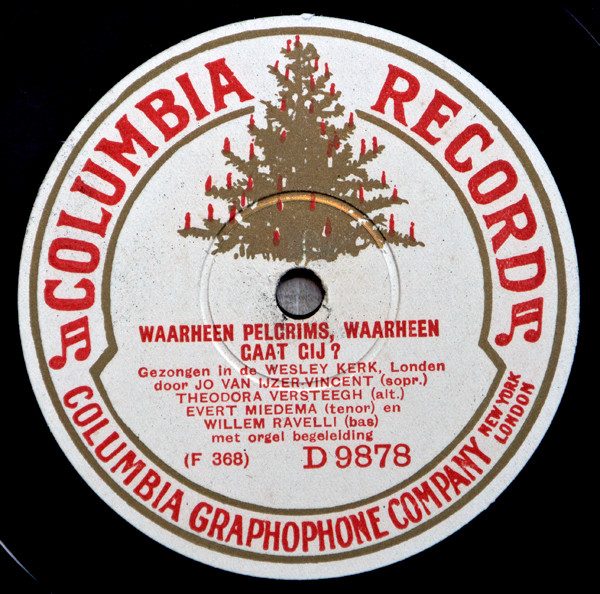 COLUMBIA RECORD
WAARHEEN PELGRIMS, WAARHEEN
GAAT GIJ?
Gezongen in de WESLEY KERK, Londen
door JO VAN IJZER-VINCENT (sopr.)
THEODORA VERSTEEGH (alt.)
EVERT MIEDEMA (tenor) en
WILLEM RAVELLI (bas)
met orgel begeleiding
(F 368) D 9878
COLUMBIA GRAPHOPHONE COMPANY NEW-YORK
LONDON